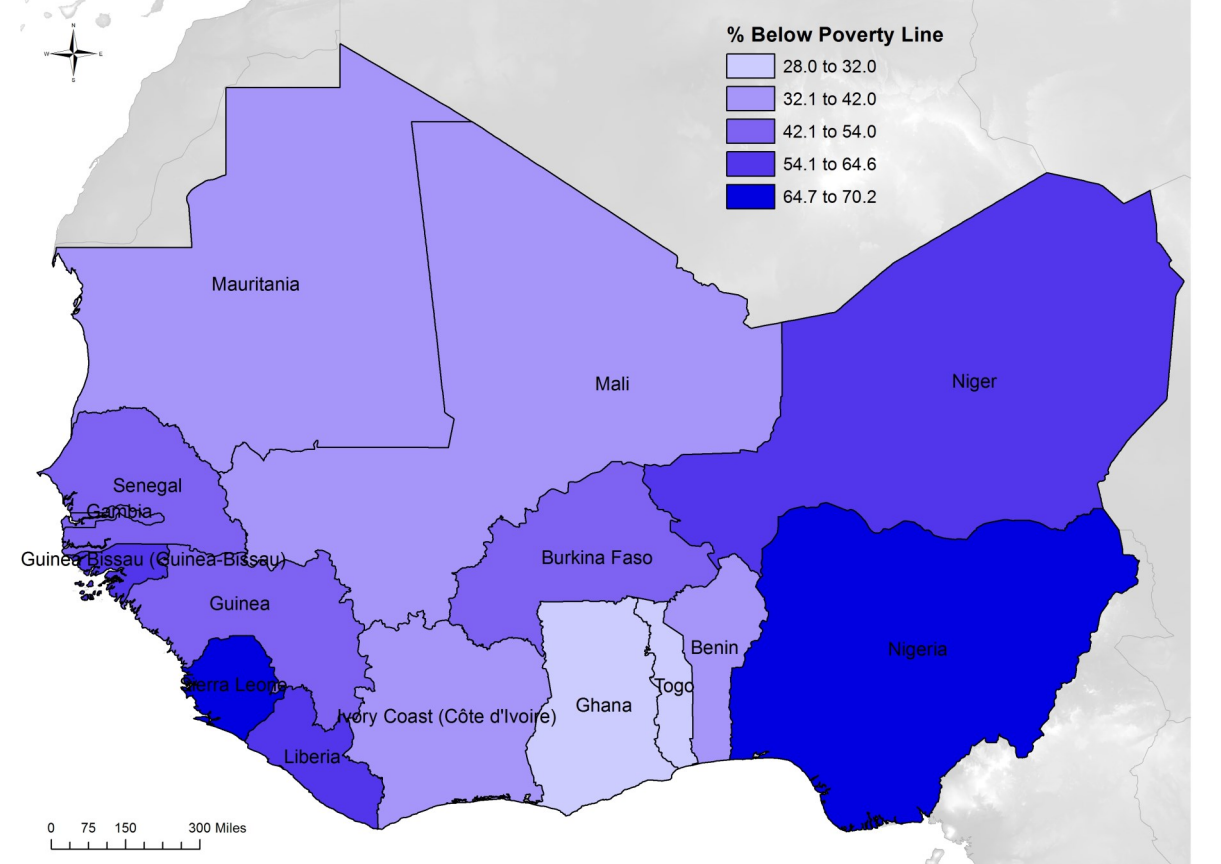 N
W E
S
% Below Poverty Line
28.0 to 32.0
32.1 to 42.0
42.1 to 54.0
54.1 to 64.6
64.7 to 70.2
Mauritania
Mali
Niger
Senegal
Gambia
Guinea Bissau (Guinea-Bissau)
Burkina Faso
Guinea
Benin
Nigeria
Sierra Leone
Togo
Ghana
Ivory Coast (Côte d'Ivoire)
Liberia
0 75 150 300 Miles